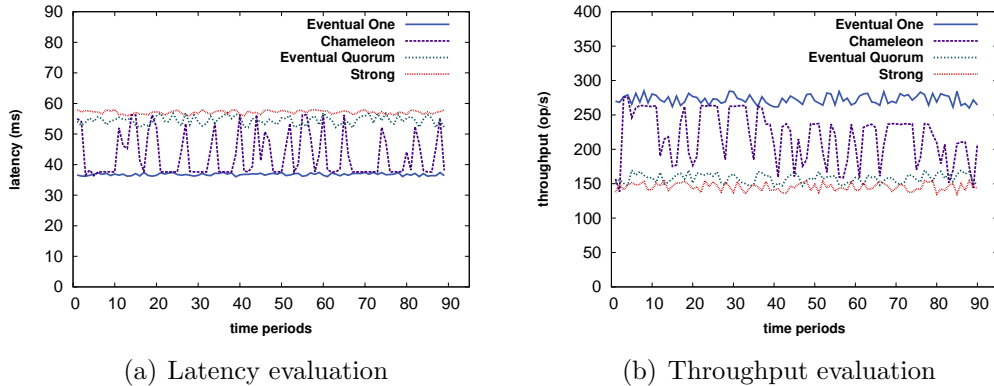 90
80
70
60
50
40
30
20
10
0
latency (ms)
Eventual One
Chameleon
Eventual Quorum
Strong
0 10 20 30 40 50 60 70 80 90
time periods
(a) Latency evaluation
400
350
300
250
200
150
100
50
0
throughput (opp/s)
Eventual One
Chameleon
Eventual Quorum
Strong
0 10 20 30 40 50 60 70 80 90
time periods
(b) Throughput evaluation